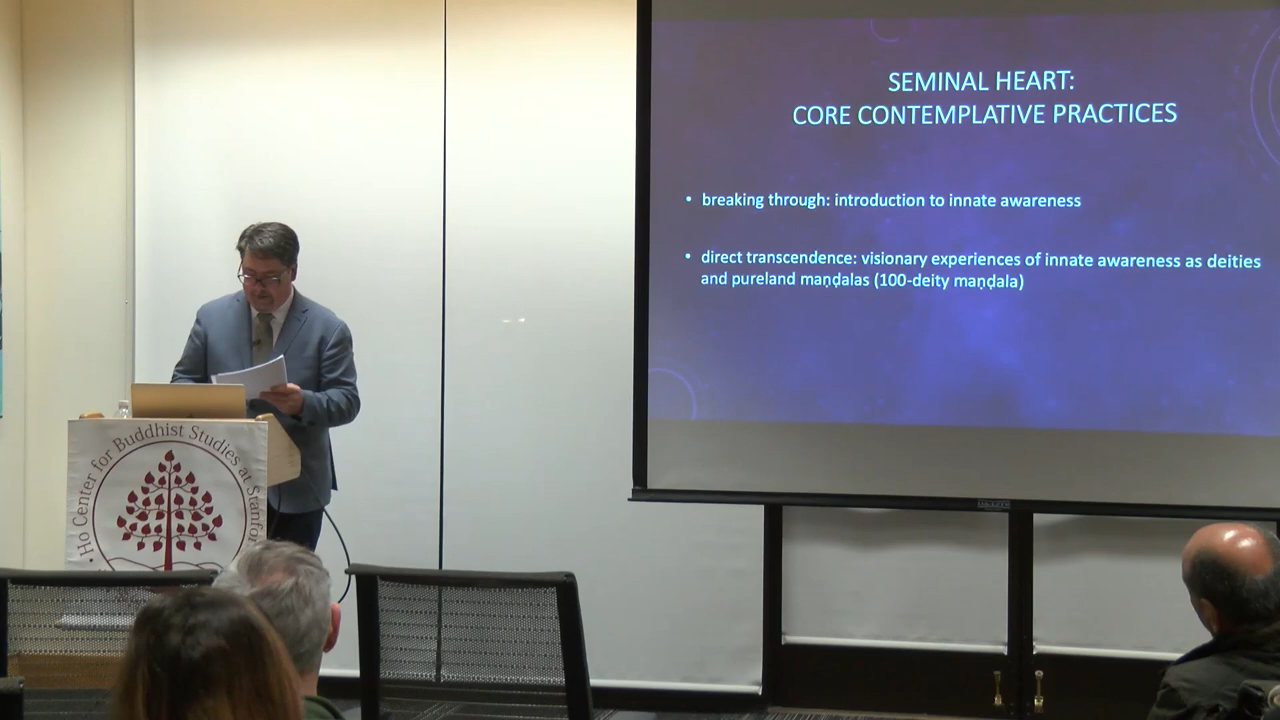 SEMINAL HEART:
CORE CONTEMPLATIVE PRACTICES
• breaking through: introduction to innate awareness
• direct transcendence: visionary experiences of innate awareness as deities
and pureland maṇḍalas (100-deity maṇḍala)
• Ho Center for Buddhist Studies at Stanfor